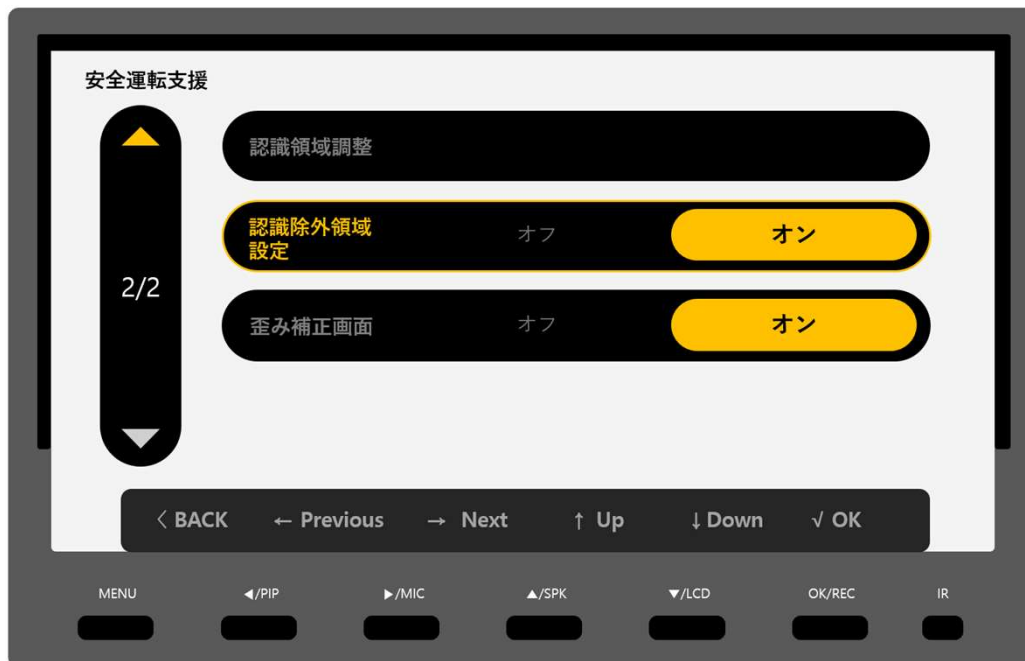 安全運転支援
認識領域調整
認識除外領域
設定
オフ
オン
2/2
歪み補正画面
オフ
オン
〈 BACK
← Previous
→ Next
↑ Up
↓ Down
√ OK
MENU
◀/PIP
▶/MIC
▲/SPK
▼/LCD
OK/REC
IR